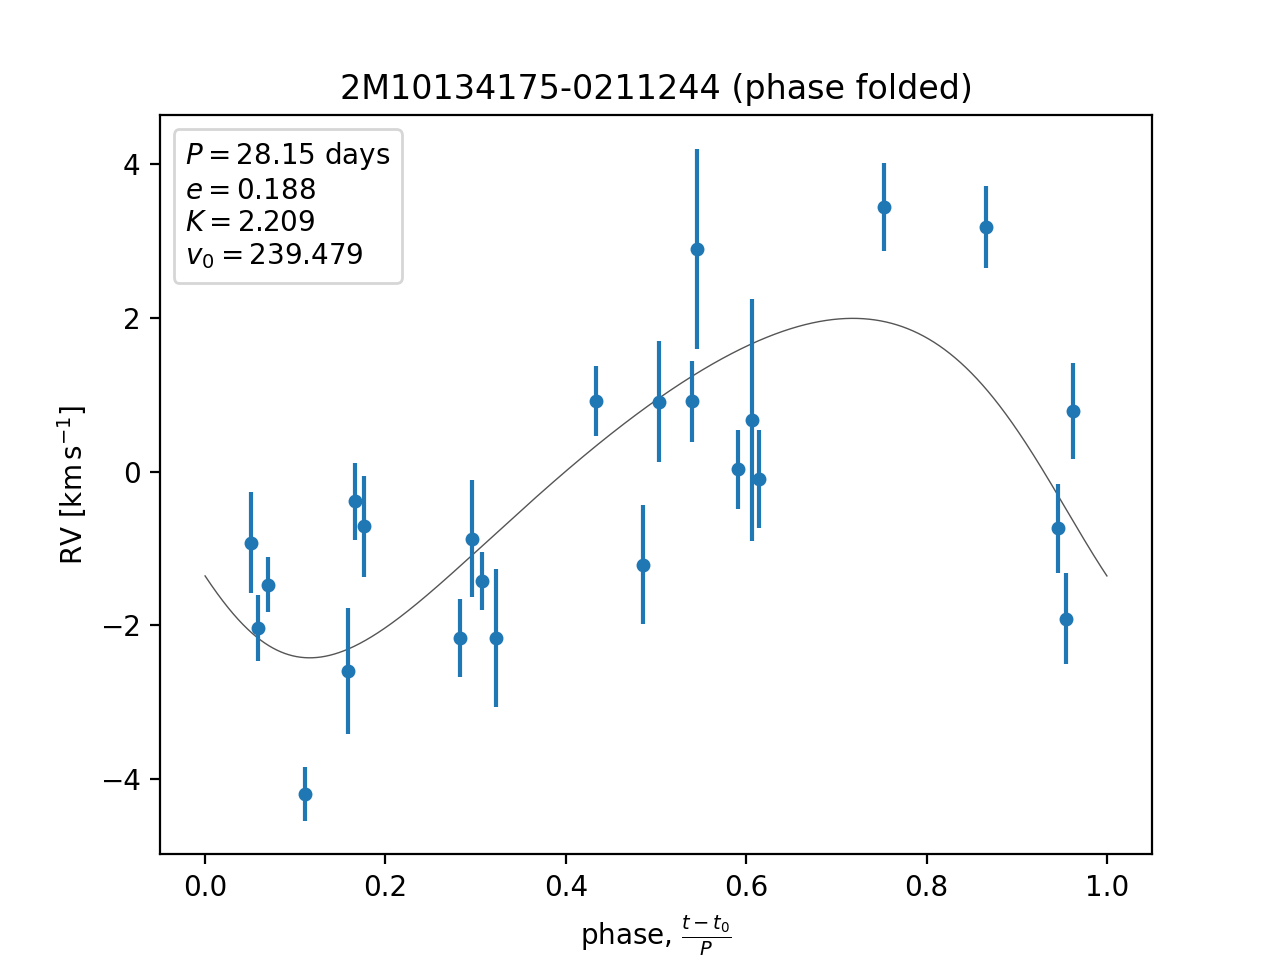 2M10134175-0211244 (phase folded)
P = 28.15 days
e = 0.188
K = 2.209
v₀ = 239.479
4
2
0
−2
−4
RV [km s⁻¹]
0.0 0.2 0.4 0.6 0.8 1.0
phase, (t − t₀)/P